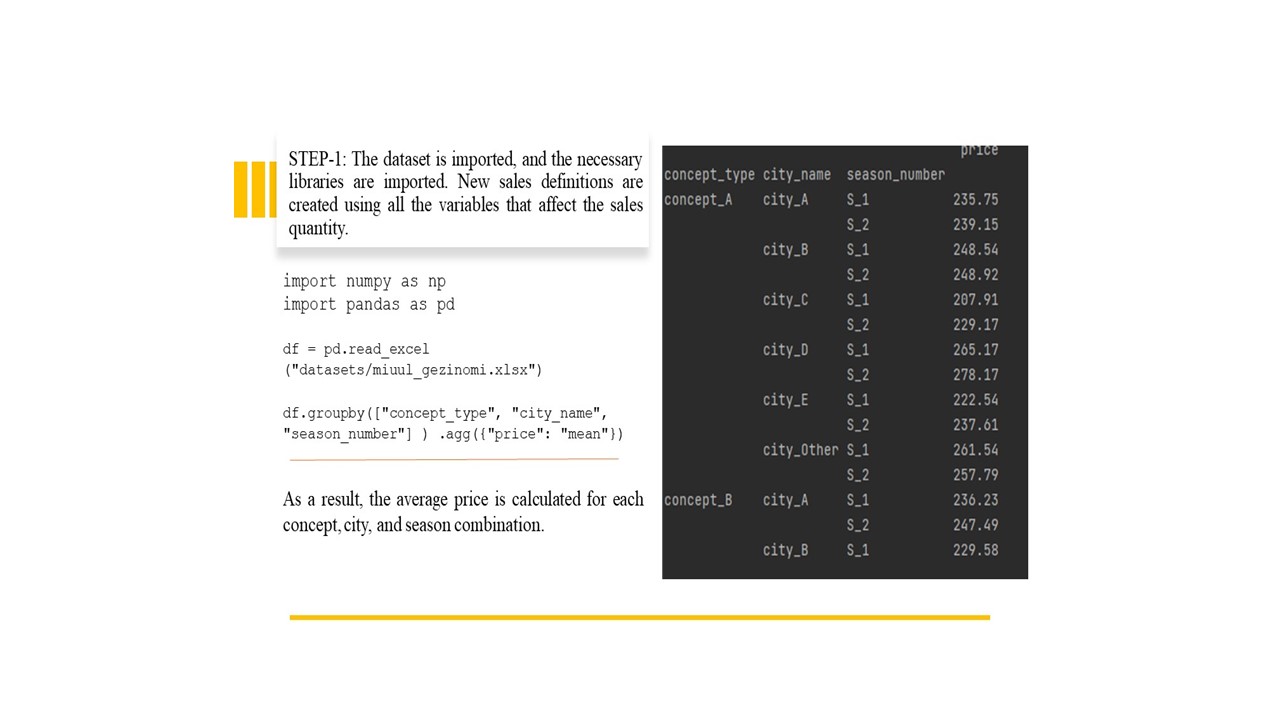 STEP-1: The dataset is imported, and the necessary
libraries are imported. New sales definitions are
created using all the variables that affect the sales
quantity.
import numpy as np
import pandas as pd
df = pd.read_excel
("datasets/miuul_gezinomi.xlsx")
df.groupby(["concept_type", "city_name",
"season_number"] ) .agg({"price": "mean"})
As a result, the average price is calculated for each
concept, city, and season combination.
price
concept_type city_name season_number
concept_A city_A S_1 235.75
S_2 239.15
city_B S_1 248.54
S_2 248.92
city_C S_1 207.91
S_2 229.17
city_D S_1 265.17
S_2 278.17
city_E S_1 222.54
S_2 237.61
city_Other S_1 261.54
S_2 257.79
concept_B city_A S_1 236.23
S_2 247.49
city_B S_1 229.58